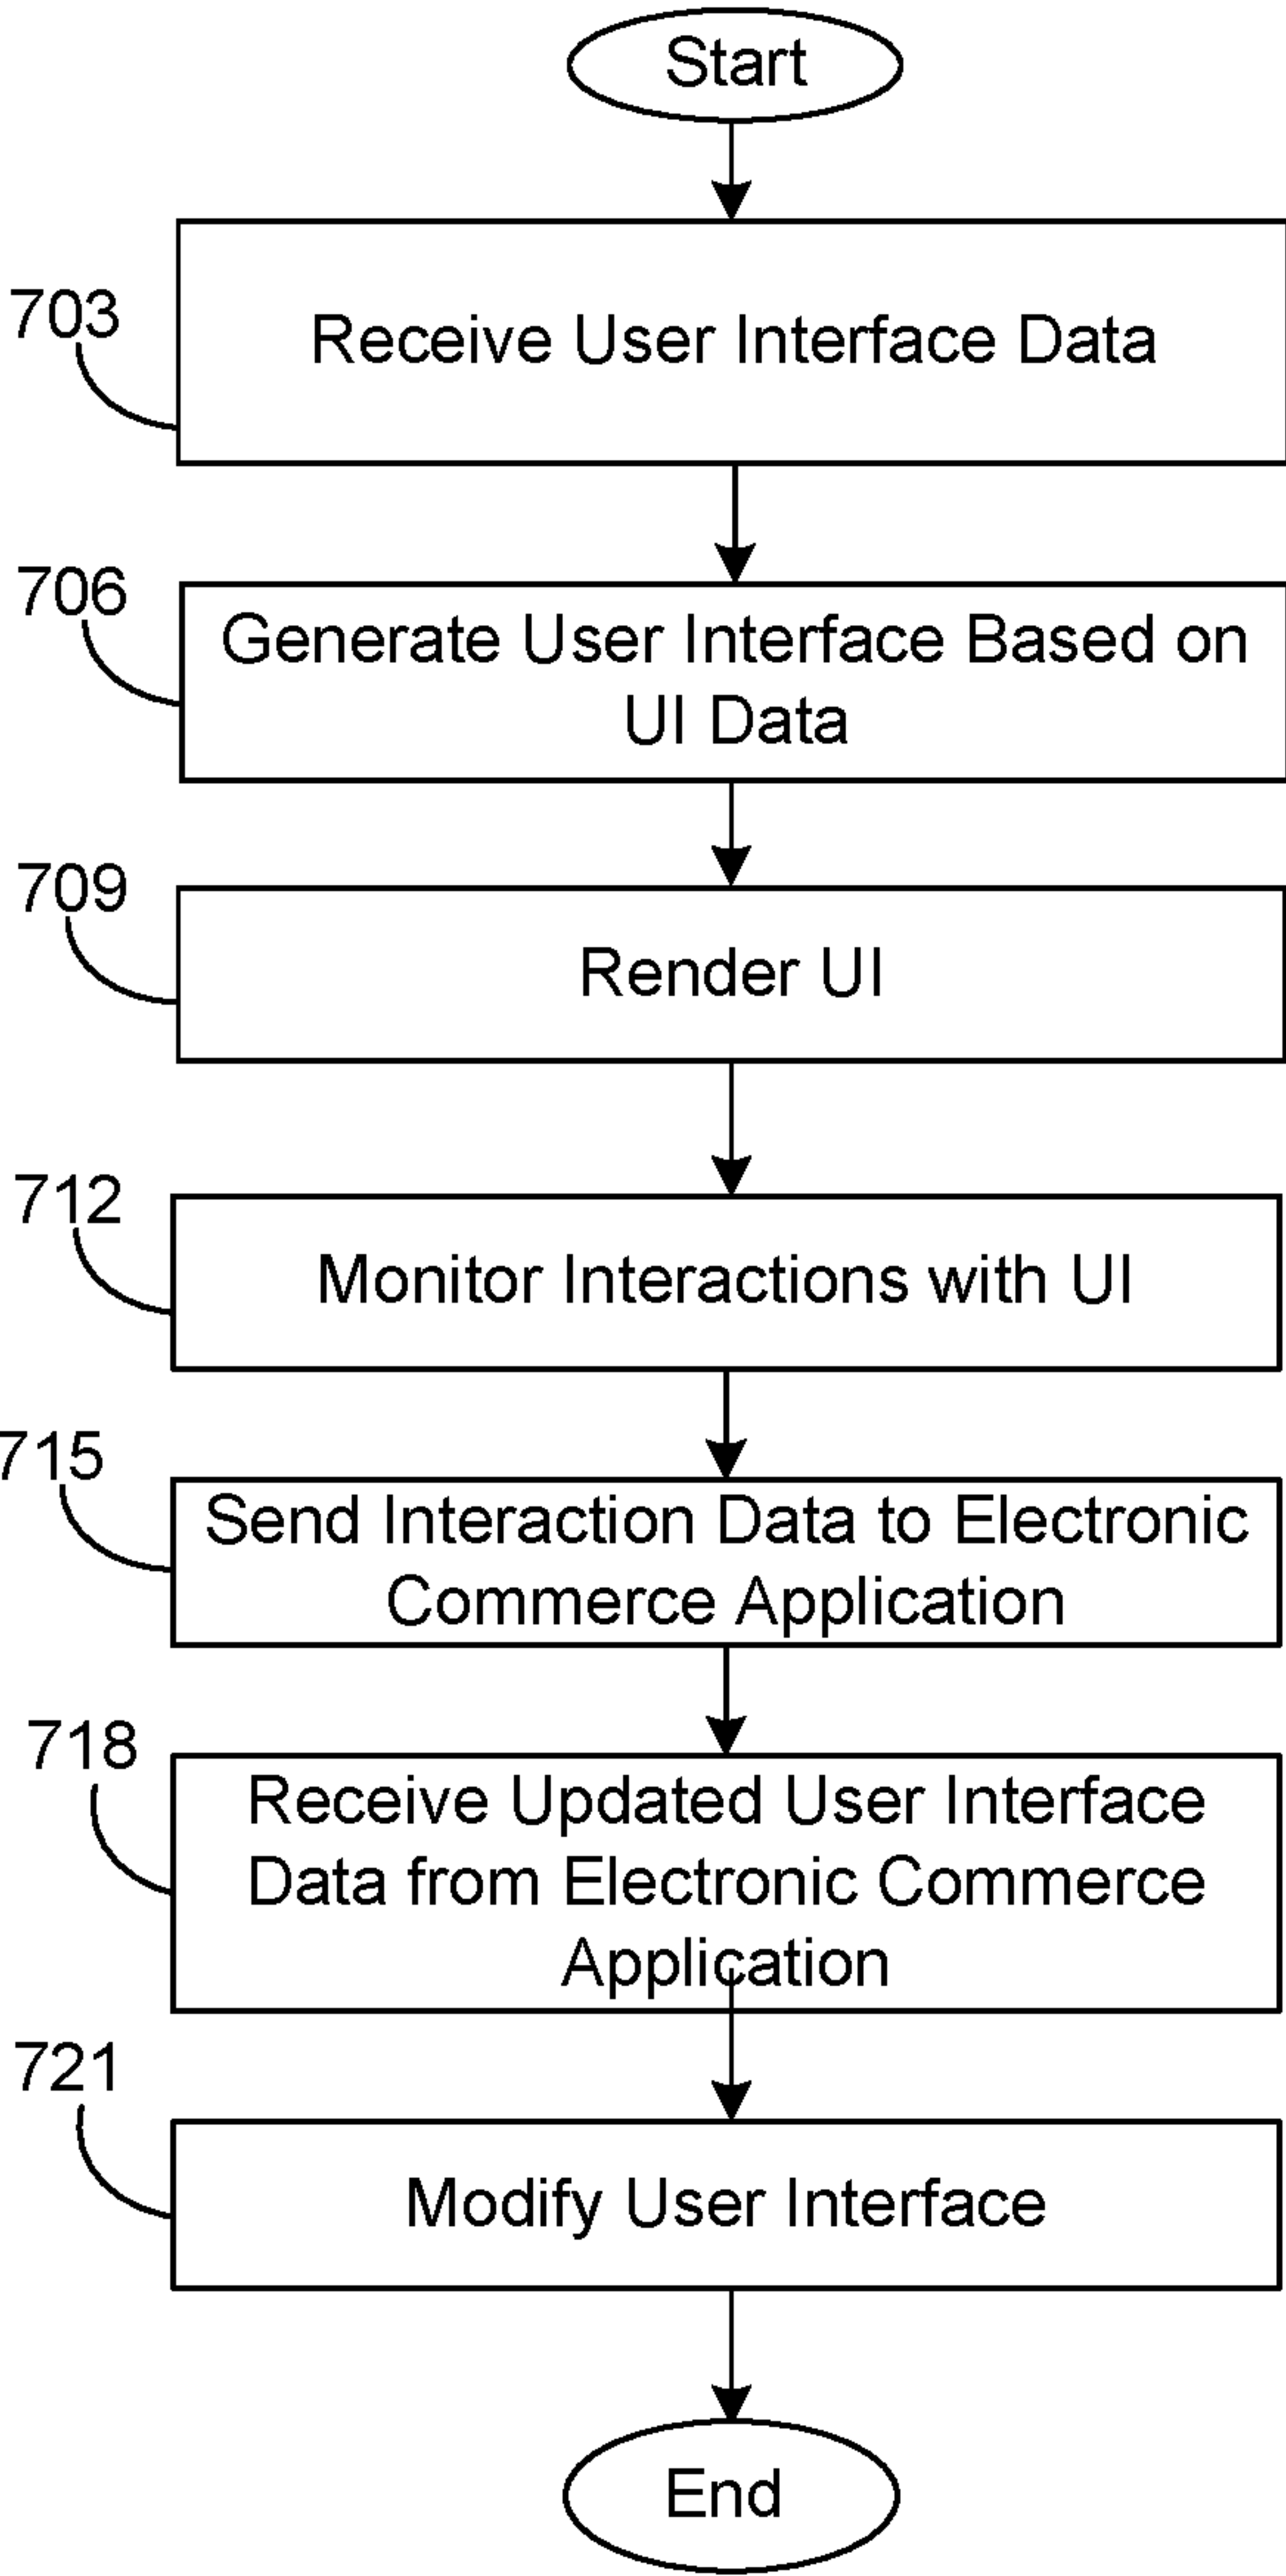 Start
703
Receive User Interface Data
706
Generate User Interface Based on
UI Data
709
Render UI
712
Monitor Interactions with UI
715
Send Interaction Data to Electronic
Commerce Application
718
Receive Updated User Interface
Data from Electronic Commerce
Application
721
Modify User Interface
End